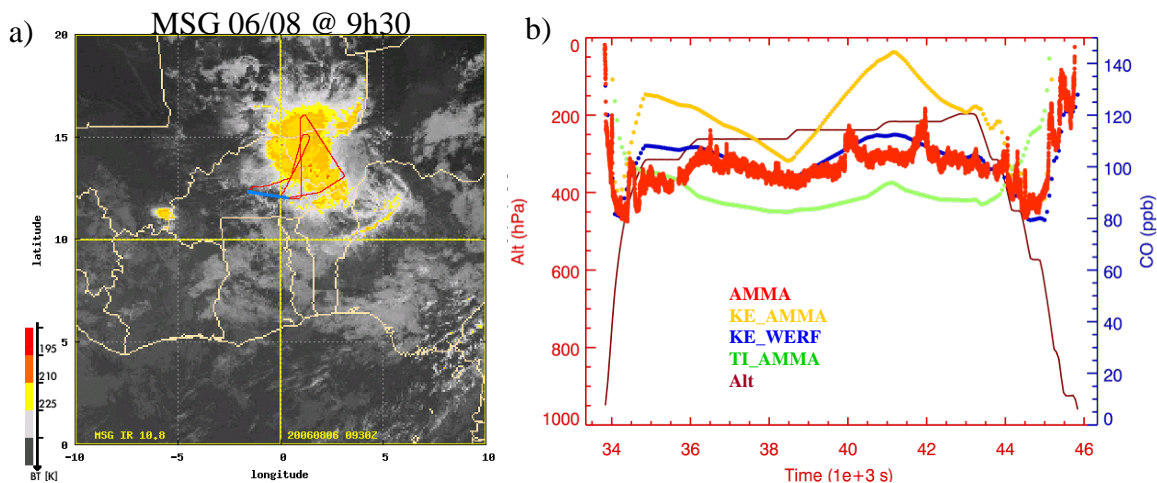 a)
MSG 06/08 @ 9h30
20
15
10
5
0
-10
-5
0
5
10
latitude
longitude
195
210
225
BT [K]
MSG IR 10.8
20060806 0930Z
b)
0
200
400
600
800
1000
Alt (hPa)
34
36
38
40
42
44
46
Time (1e+3 s)
140
120
100
80
60
40
20
0
CO (ppb)
AMMA
KE_AMMA
KE_WERF
TI_AMMA
Alt